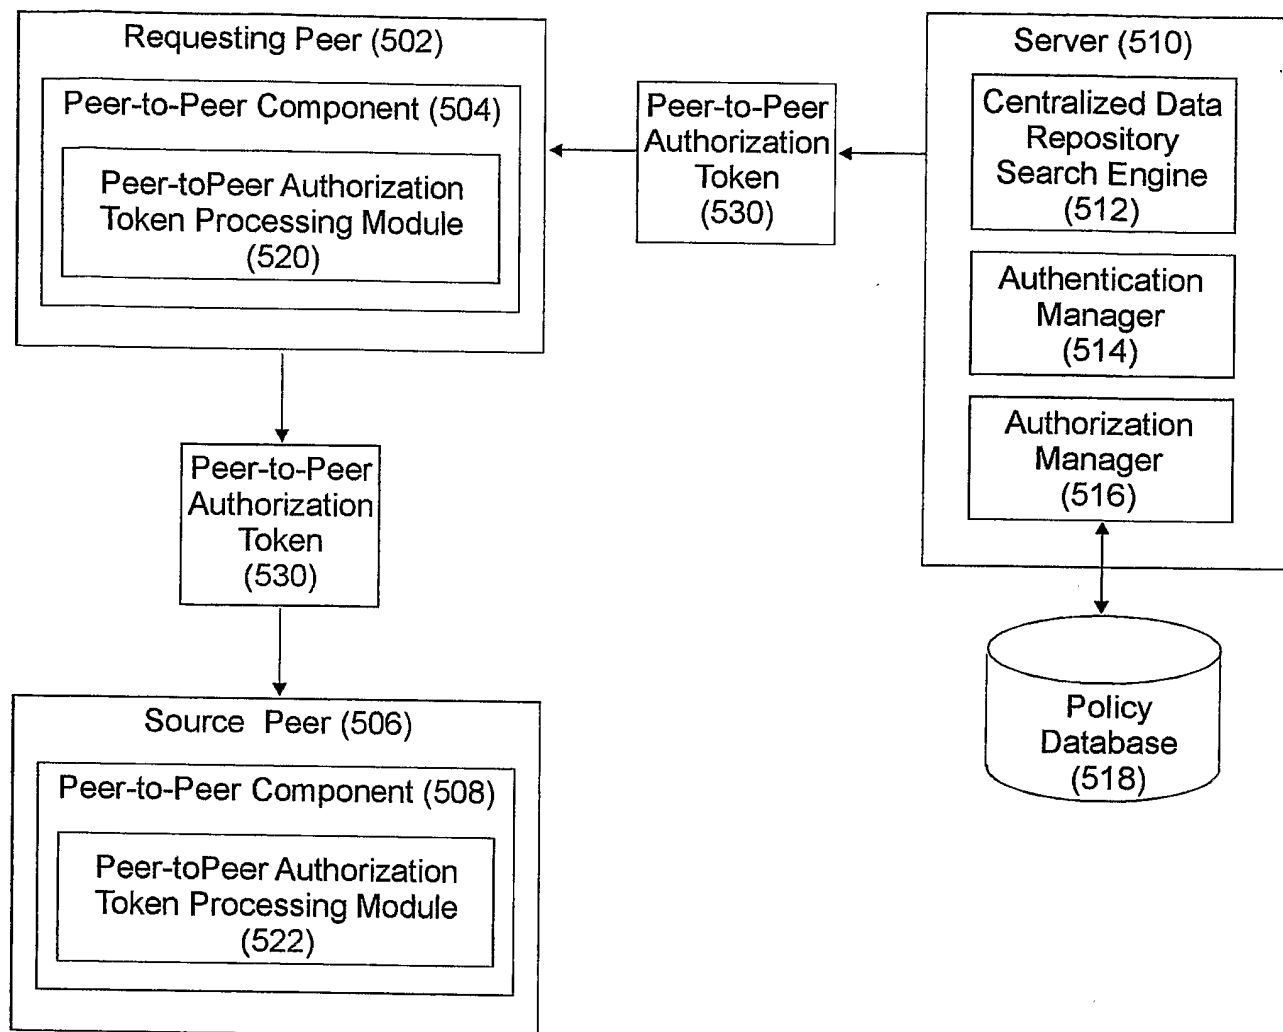 Requesting Peer (502)
Peer-to-Peer Component (504)
Peer-toPeer Authorization
Token Processing Module
(520)
Peer-to-Peer
Authorization
Token
(530)
Server (510)
Centralized Data
Repository
Search Engine
(512)
Authentication
Manager
(514)
Authorization
Manager
(516)
Policy
Database
(518)
Peer-to-Peer
Authorization
Token
(530)
Source Peer (506)
Peer-to-Peer Component (508)
Peer-toPeer Authorization
Token Processing Module
(522)